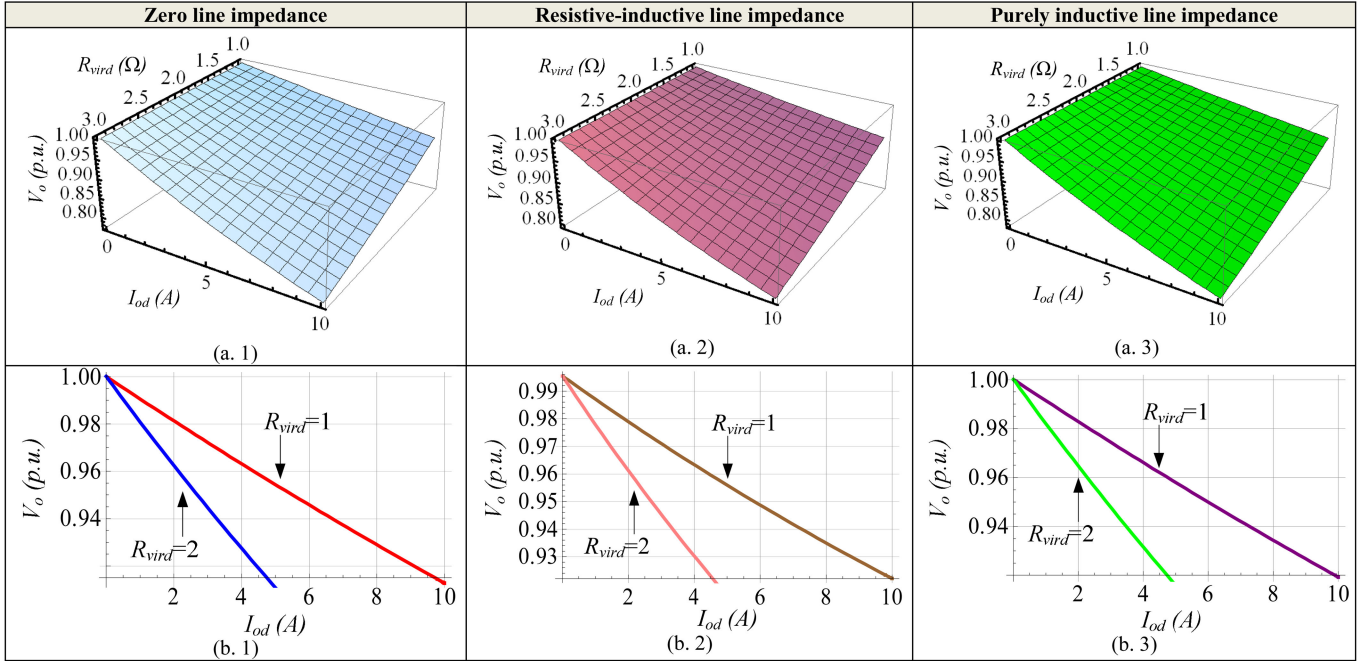 Zero line impedance
Resistive-inductive line impedance
Purely inductive line impedance
R_vird (Ω)
1.0
1.5
2.0
2.5
3.0
1.00
0.95
0.90
0.85
0.80
V_o (p.u.)
0
5
10
I_od (A)
(a. 1)
R_vird (Ω)
1.0
1.5
2.0
2.5
3.0
1.00
0.95
0.90
0.85
0.80
V_o (p.u.)
0
5
10
I_od (A)
(a. 2)
R_vird (Ω)
1.0
1.5
2.0
2.5
3.0
1.00
0.95
0.90
0.85
0.80
V_o (p.u.)
0
5
10
I_od (A)
(a. 3)
1.00
0.98
0.96
0.94
V_o (p.u.)
R_vird=1
R_vird=2
2 4 6 8 10
I_od (A)
(b. 1)
0.99
0.98
0.97
0.96
0.95
0.94
0.93
V_o (p.u.)
R_vird=1
R_vird=2
2 4 6 8 10
I_od (A)
(b. 2)
1.00
0.98
0.96
0.94
V_o (p.u.)
R_vird=1
R_vird=2
2 4 6 8 10
I_od (A)
(b. 3)